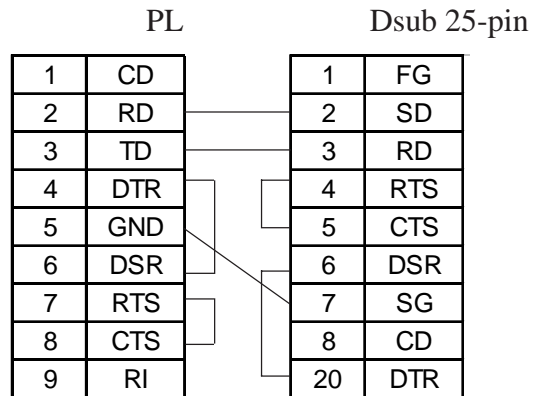 PL Dsub 25-pin
1 CD 1 FG
2 RD 2 SD
3 TD 3 RD
4 DTR 4 RTS
5 GND 5 CTS
6 DSR 6 DSR
7 RTS 7 SG
8 CTS 8 CD
9 RI 20 DTR